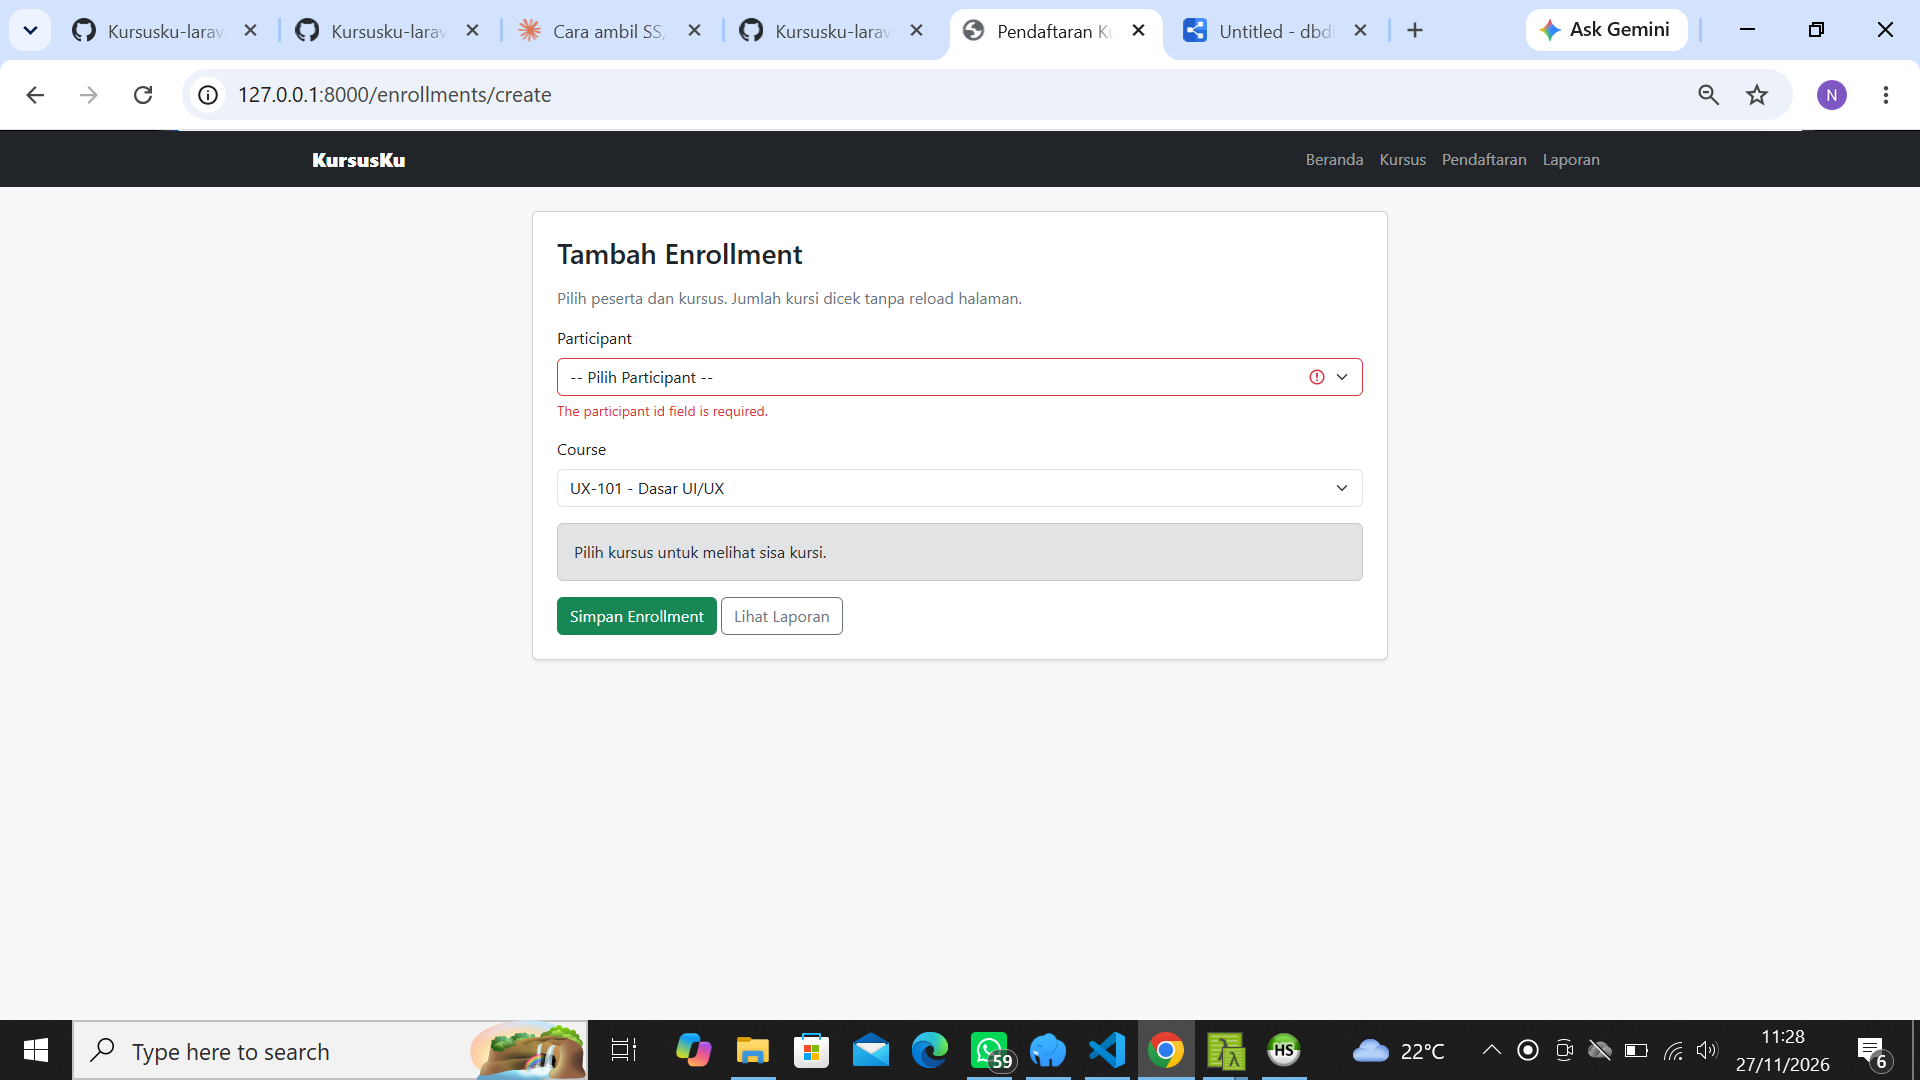 Kursusku-larav
Kursusku-larav
Cara ambil SS,
Kursusku-larav
Pendaftaran Ku
Untitled - dbdi
Ask Gemini
127.0.0.1:8000/enrollments/create
N
KursusKu
Beranda Kursus Pendaftaran Laporan
Tambah Enrollment
Pilih peserta dan kursus. Jumlah kursi dicek tanpa reload halaman.
Participant
-- Pilih Participant --
The participant id field is required.
Course
UX-101 - Dasar UI/UX
Pilih kursus untuk melihat sisa kursi.
Simpan Enrollment Lihat Laporan
Type here to search
59
λ
λ
HS
22°C
11:28
27/11/2026
6